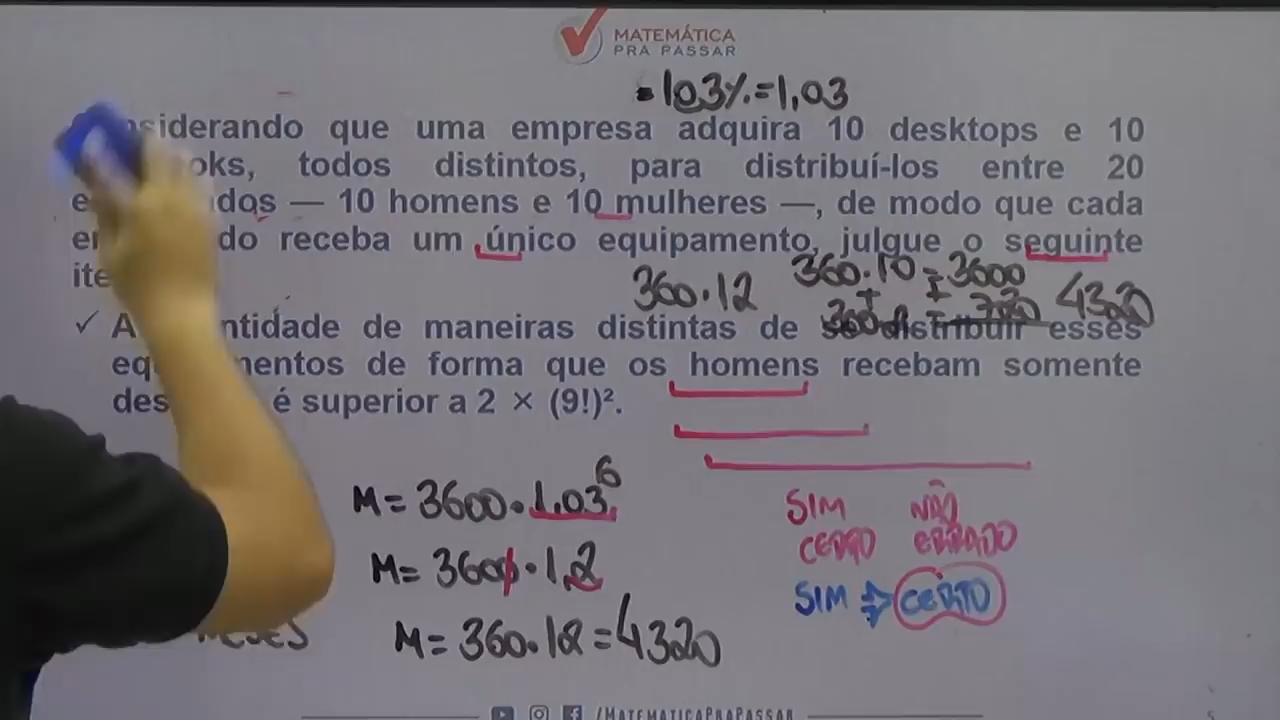 MATEMÁTICA
PRA PASSAR
=103%=1,03
siderando que uma empresa adquira 10 desktops e 10
oks, todos distintos, para distribuí-los entre 20
dos — 10 homens e 10 mulheres —, de modo que cada
do receba um único equipamento, julgue o seguinte
ite
360.12
360.10=3600
4320
✓ A ntidade de maneiras distintas de distribuir esses
eq mentos de forma que os homens recebam somente
des é superior a 2 × (9!)².
M=3600.1,03⁶
M=3600.1,2
M=360.12=4320
SIM NÃO
CERTO ERRADO
SIM ⇒ CERTO
MESES
/MATEMATICAPRAPASSAR